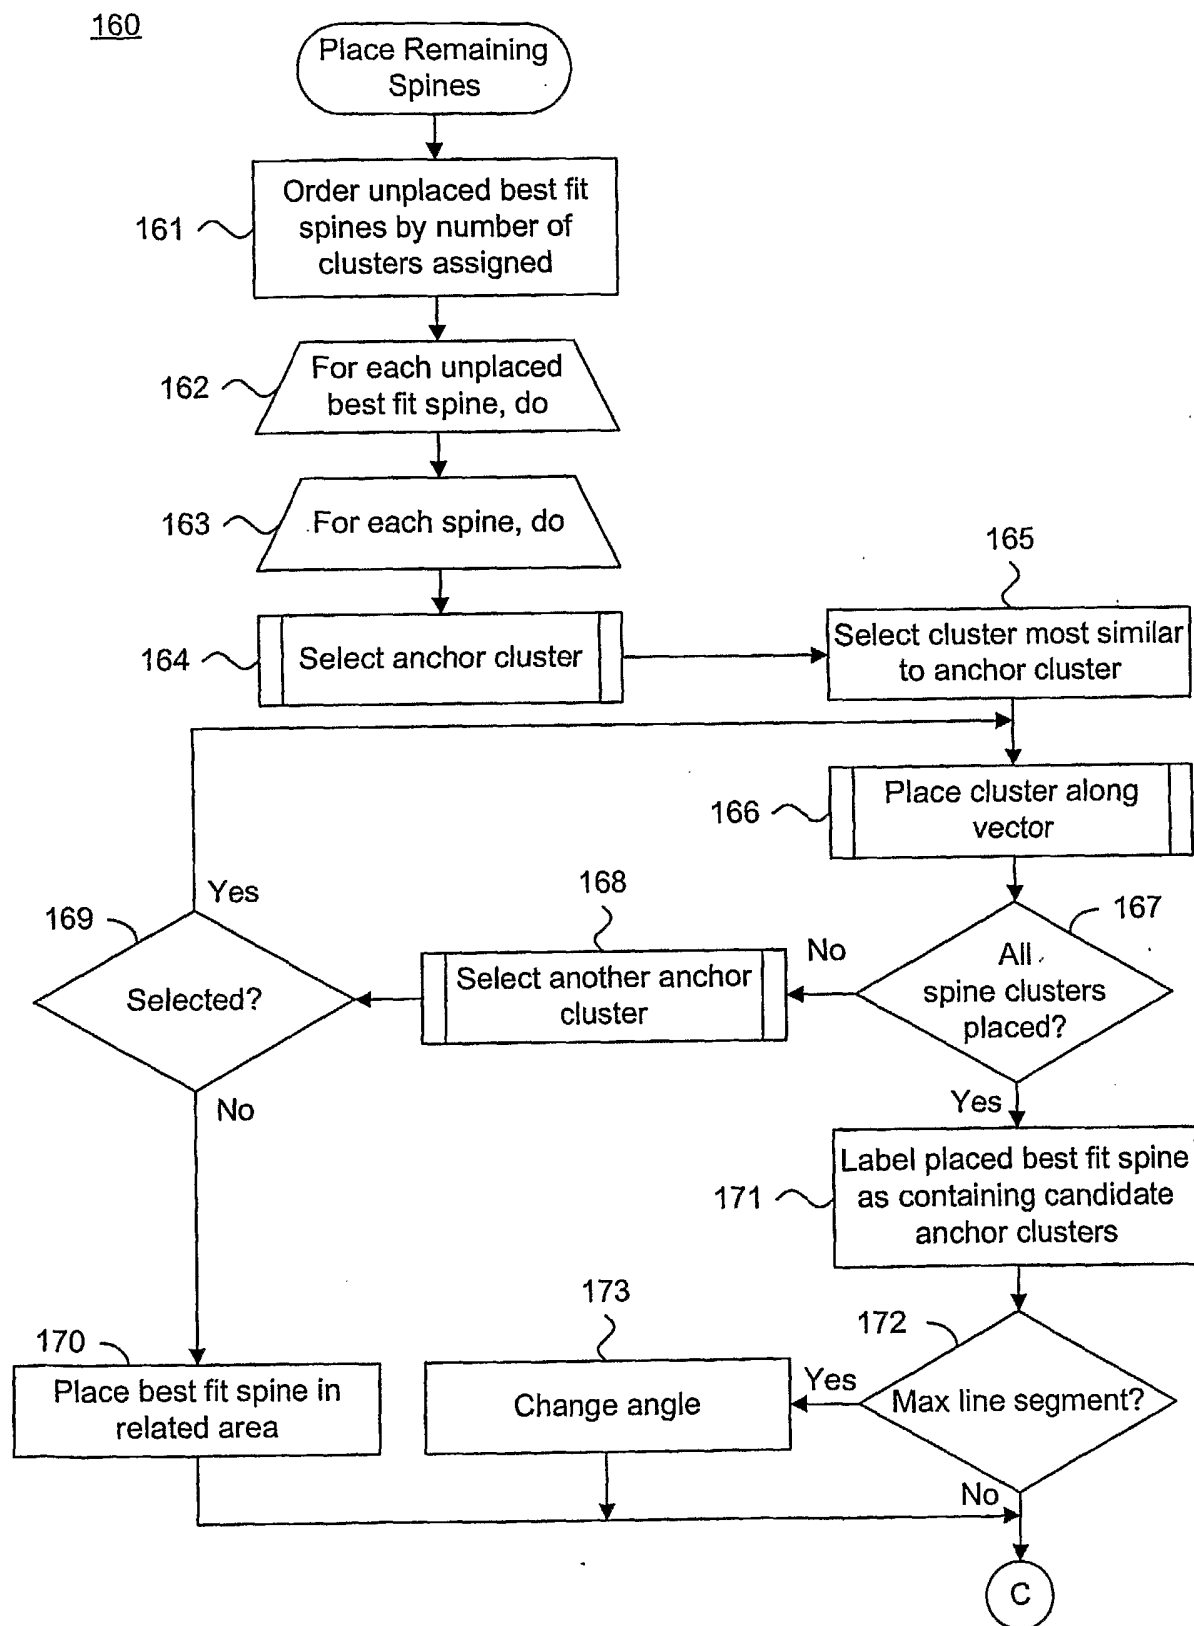 160
Place Remaining
Spines
161
Order unplaced best fit
spines by number of
clusters assigned
162
For each unplaced
best fit spine, do
163
For each spine, do
165
164
Select anchor cluster
Select cluster most similar
to anchor cluster
166
Place cluster along
vector
169
Yes
168
167
Selected?
Select another anchor
cluster
No
All
spine clusters
placed?
No
Yes
171
Label placed best fit spine
as containing candidate
anchor clusters
170
173
172
Place best fit spine in
related area
Change angle
Yes
Max line segment?
No
C